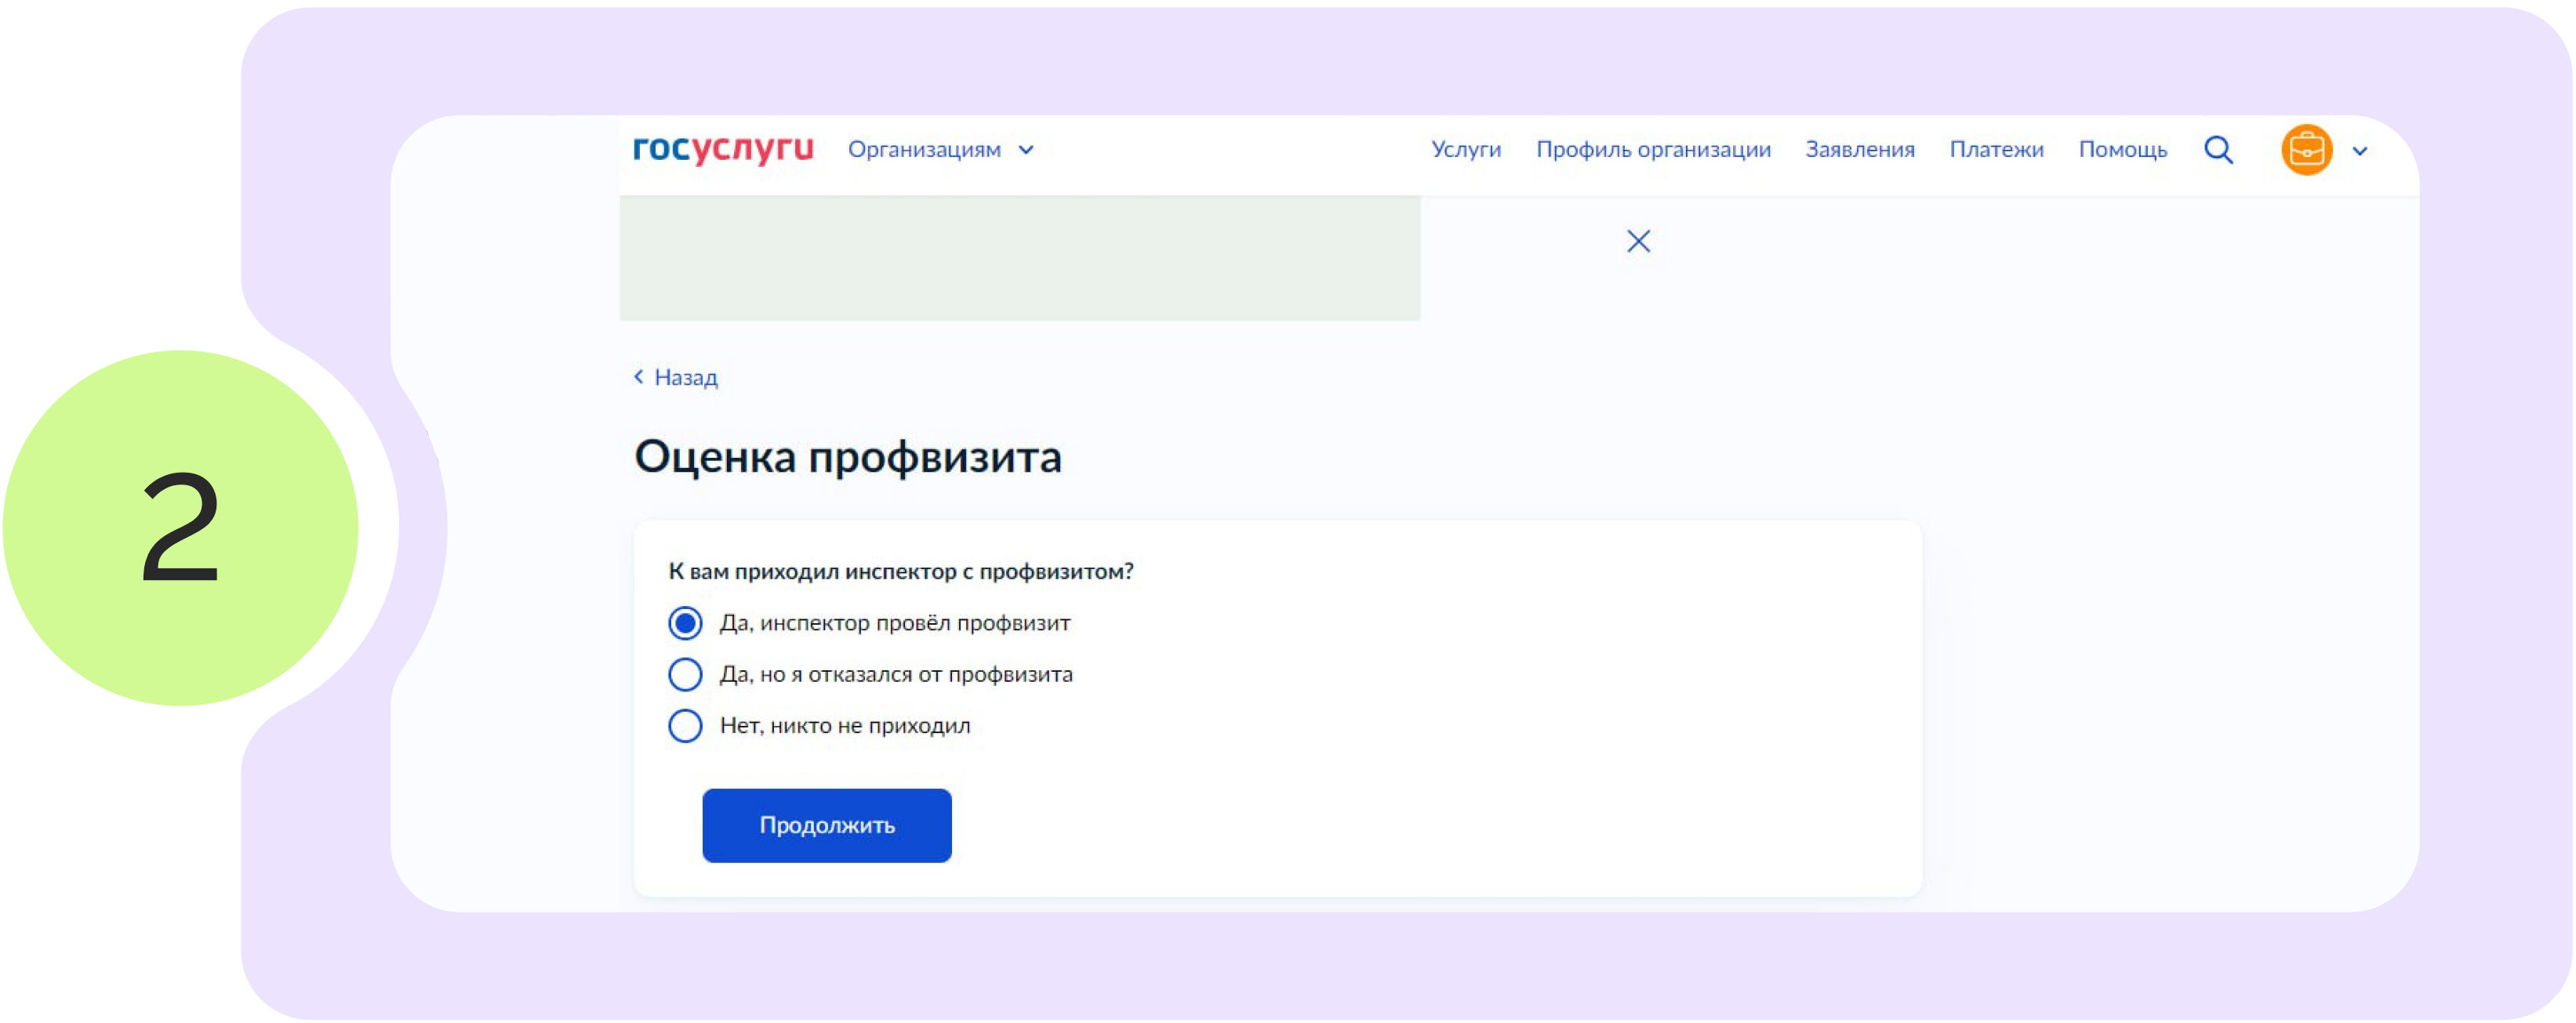 госуслуги Организациям Услуги Профиль организации Заявления Платежи Помощь
Назад
Оценка профвизита
2
К вам приходил инспектор с профвизитом?
Да, инспектор провёл профвизит
Да, но я отказался от профвизита
Нет, никто не приходил
Продолжить